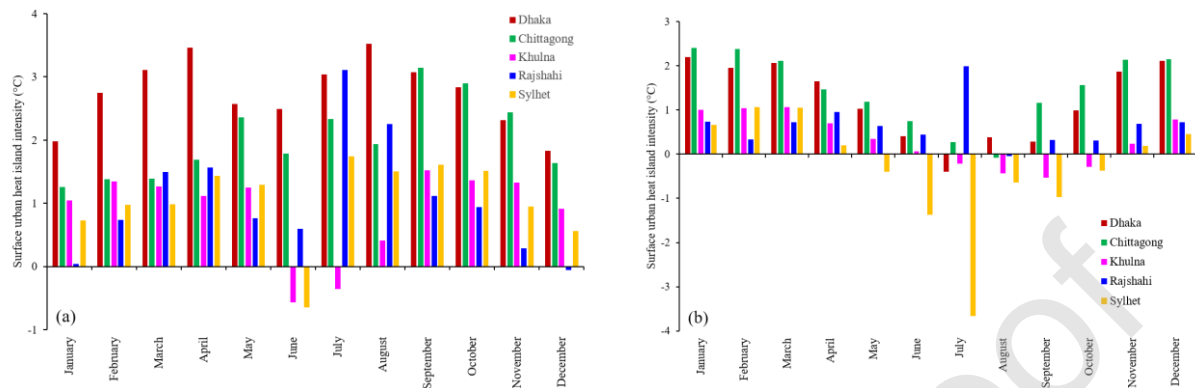 Surface urban heat island intensity (°C)
4
3
2
1
0
-1
Dhaka
Chittagong
Khulna
Rajshahi
Sylhet
(a)
January
February
March
April
May
June
July
August
September
October
November
December
Surface urban heat island intensity (°C)
3
2
1
0
-1
-2
-3
-4
Dhaka
Chittagong
Khulna
Rajshahi
Sylhet
(b)
January
February
March
April
May
June
July
August
September
October
November
December
oof